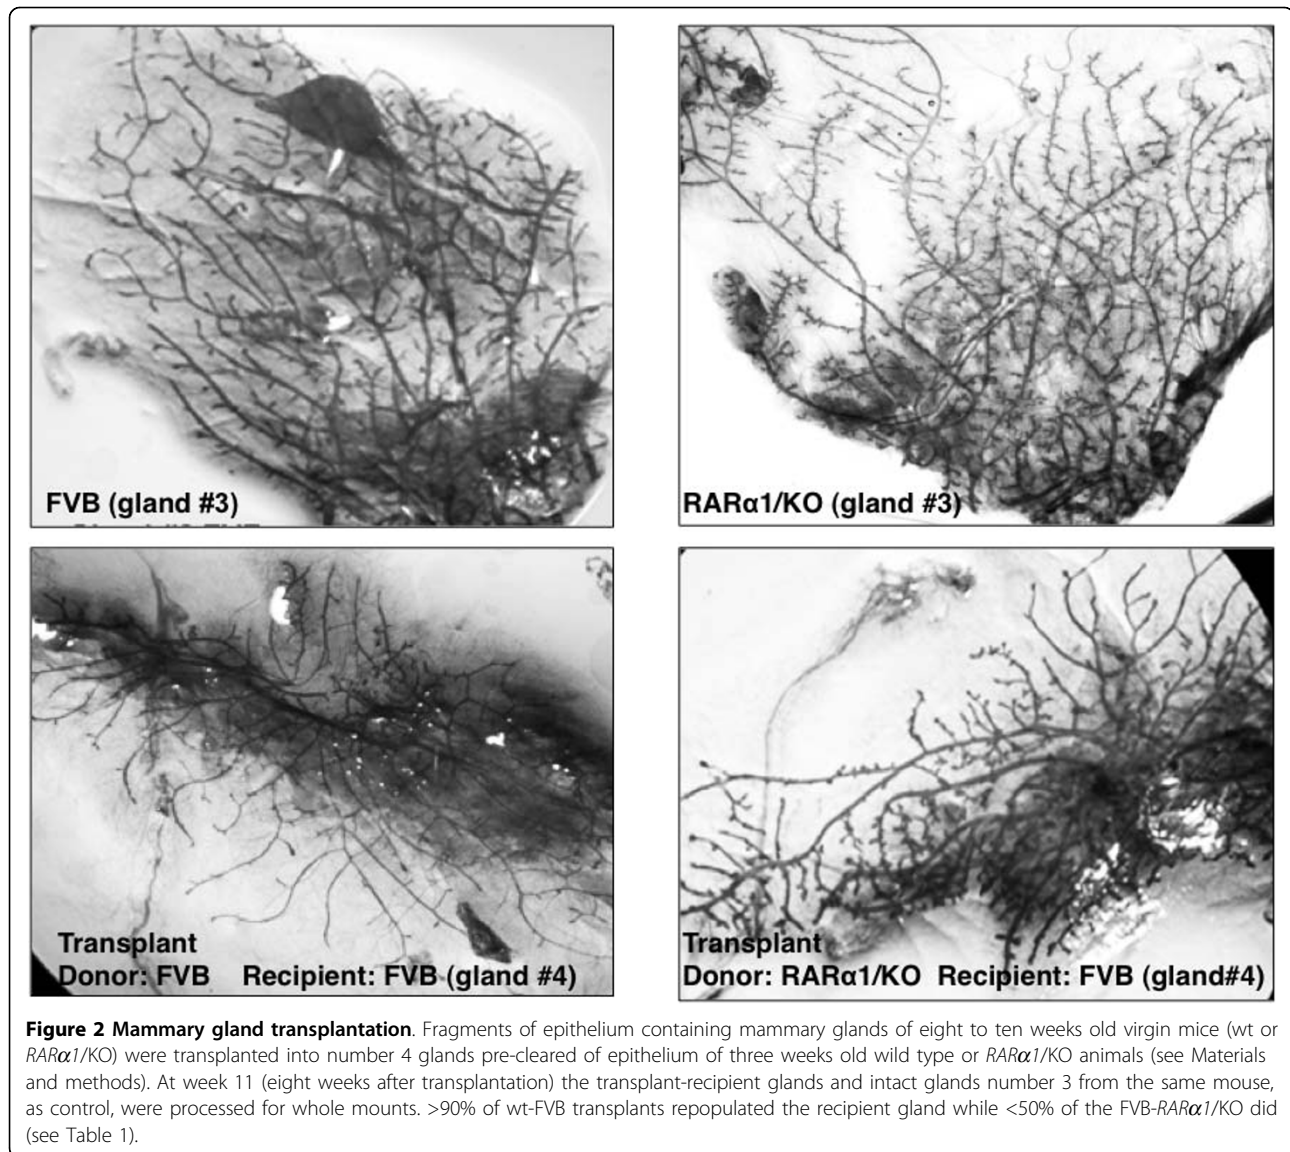 FVB (gland #3)
RARα1/KO (gland #3)
Transplant
Donor: FVB Recipient: FVB (gland #4)
Transplant
Donor: RARα1/KO Recipient: FVB (gland#4)
Figure 2 Mammary gland transplantation. Fragments of epithelium containing mammary glands of eight to ten weeks old virgin mice (wt or
RARα1/KO) were transplanted into number 4 glands pre-cleared of epithelium of three weeks old wild type or RARα1/KO animals (see Materials
and methods). At week 11 (eight weeks after transplantation) the transplant-recipient glands and intact glands number 3 from the same mouse,
as control, were processed for whole mounts. >90% of wt-FVB transplants repopulated the recipient gland while <50% of the FVB-RARα1/KO did
(see Table 1).